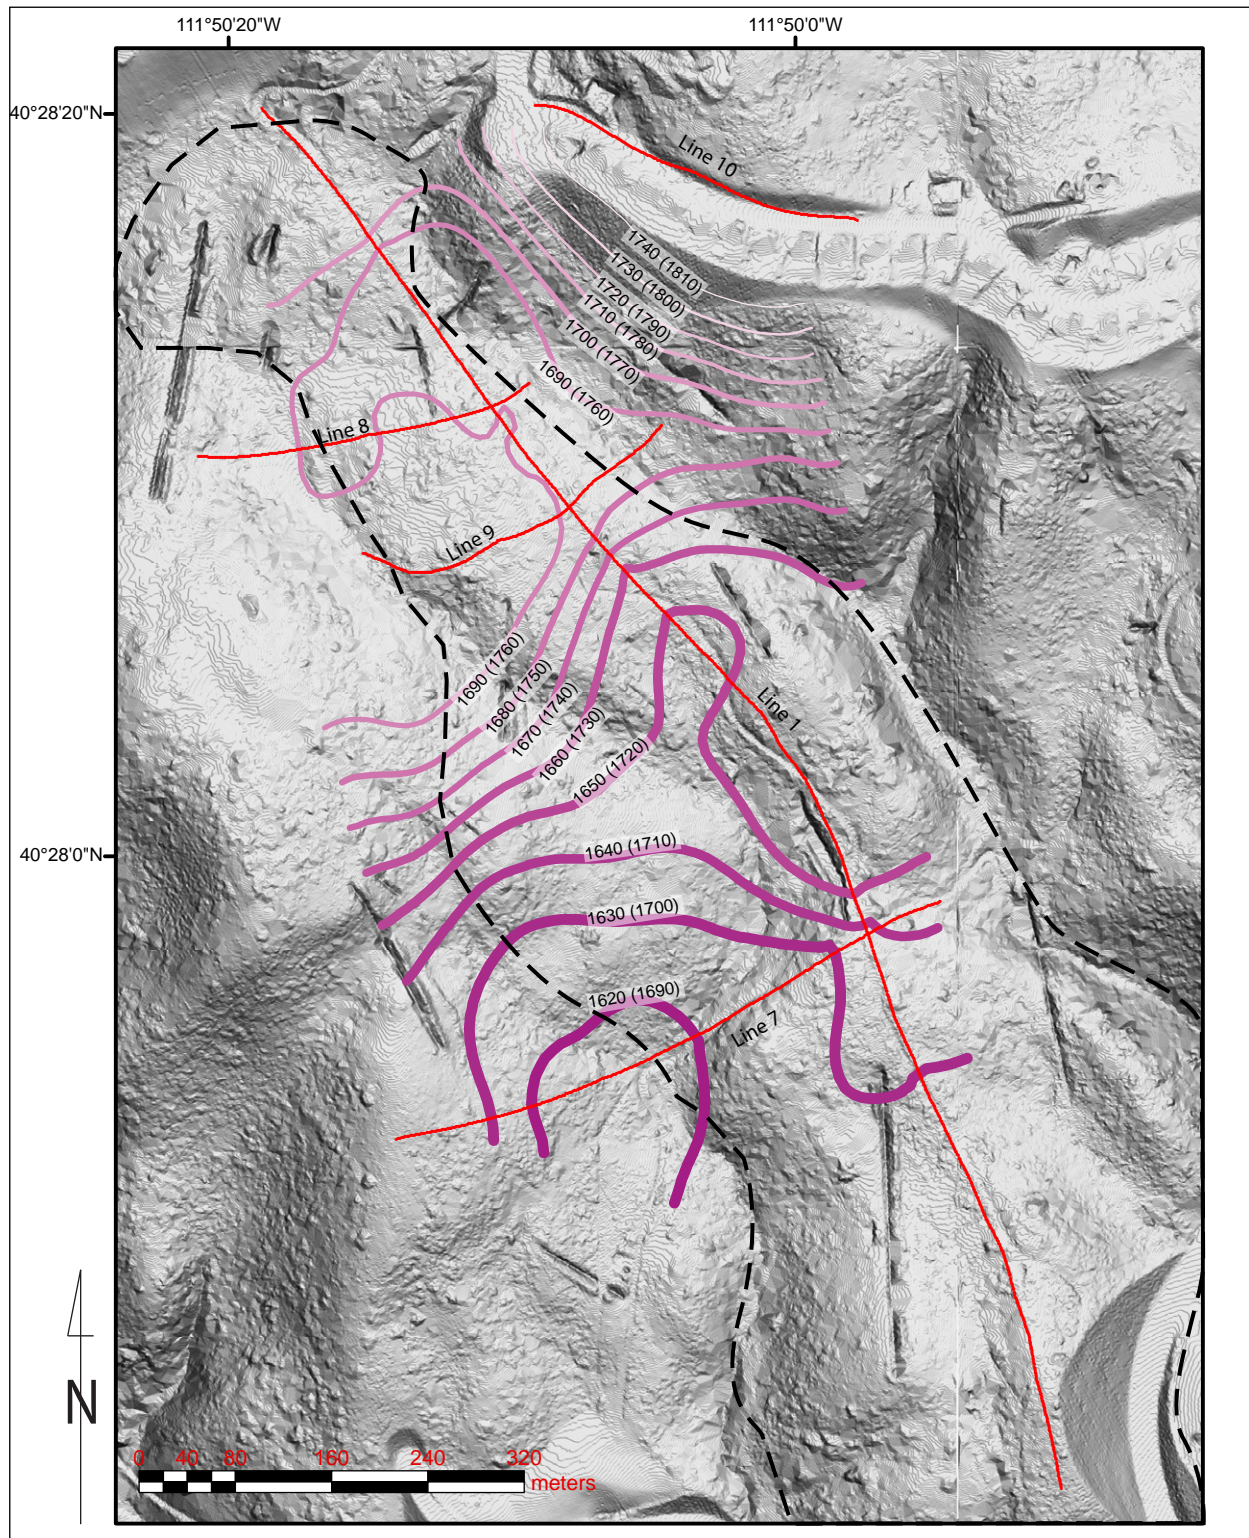 111°50'20"W
111°50'0"W
40°28'20"N
Line 10
1740 (1810)
1730 (1800)
1720 (1790)
1710 (1780)
1700 (1770)
1690 (1760)
Line 8
Line 9
1690 (1760)
1680 (1750)
1670 (1740)
1660 (1730)
1650 (1720)
Line 1
40°28'0"N
1640 (1710)
1630 (1700)
1620 (1690)
Line 7
N
0 40 80 160 240 320
meters